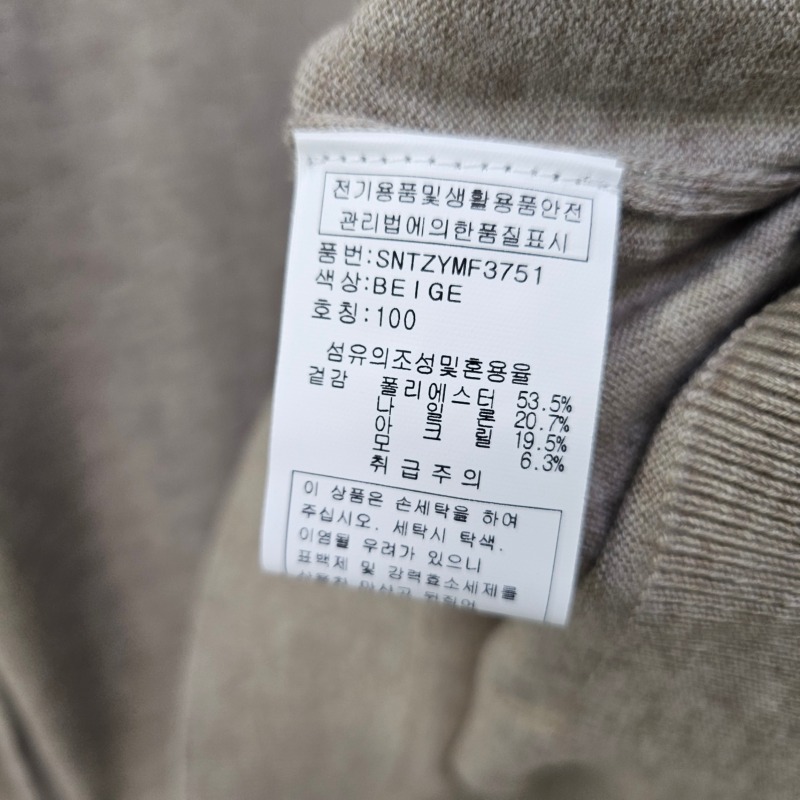 전기용품및생활용품안전
관리법에의한품질표시
품번:SNTZYMF3751
색상:BEIGE
호칭:100
섬유의조성및혼용율
겉감 폴리에스터 53.5%
나일론 20.7%
아크릴 19.5%
모 6.3%
취급주의
이 상품은 손세탁을 하여
주십시오. 세탁시 탁색.
이염될 우려가 있으니
표백제 및 강력효소세제를